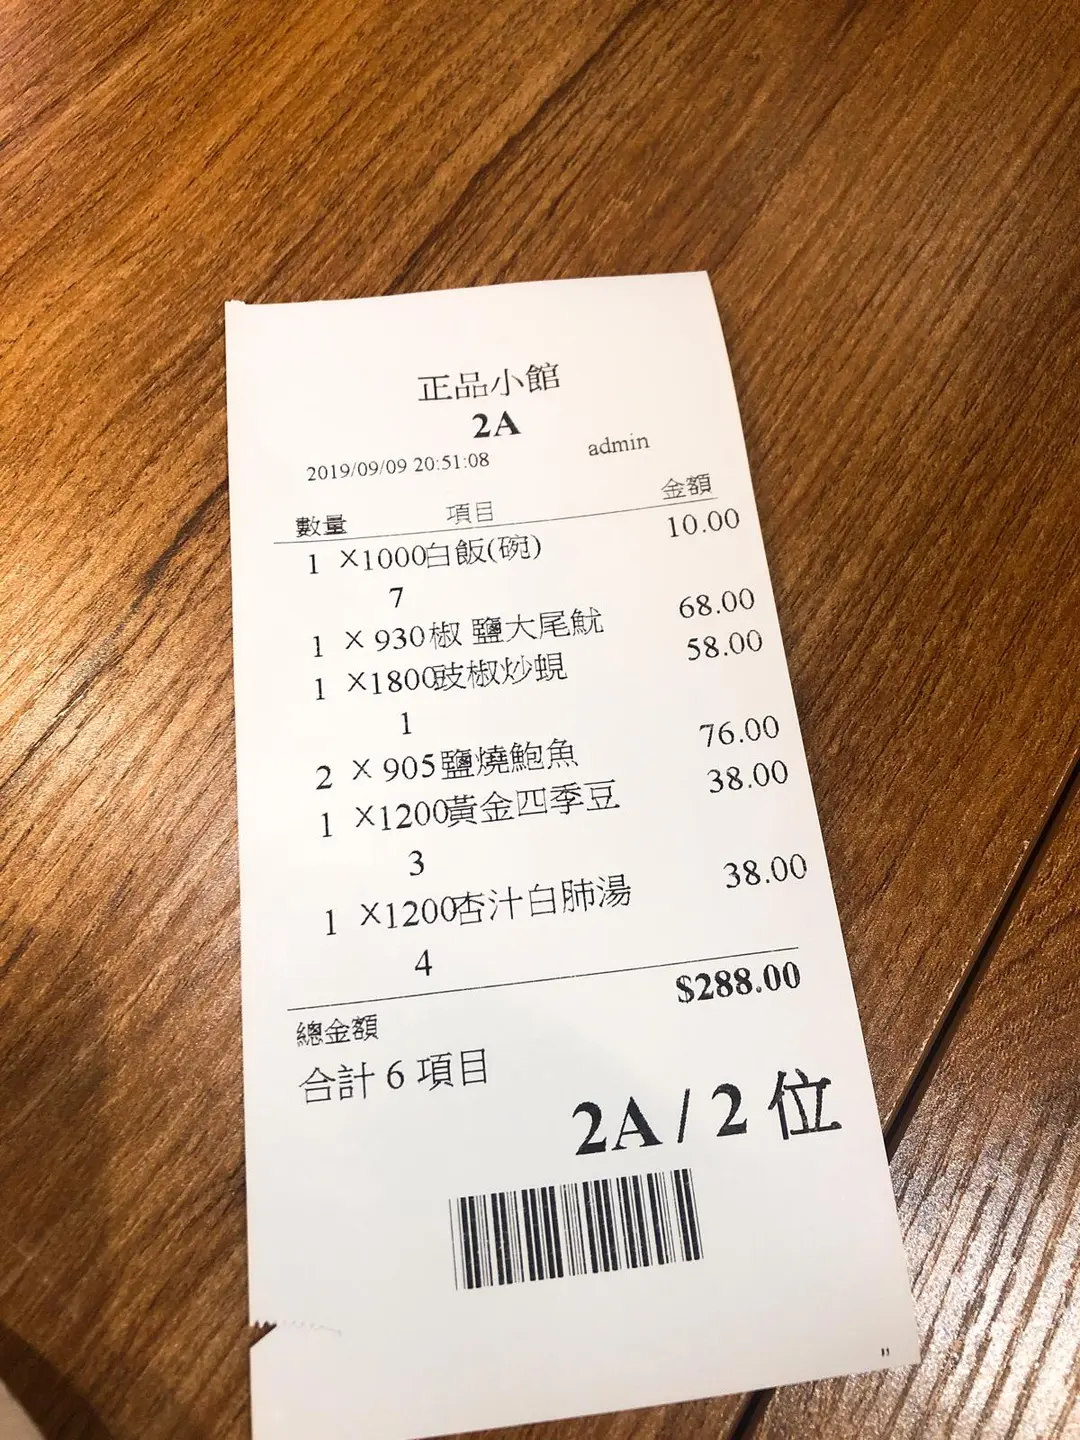 正品小館
2A
2019/09/09 20:51:08 admin
數量 項目 金額
1 ×1000白飯(碗) 10.00
7
1 × 930椒 鹽大尾魷 68.00
1 ×1800豉椒炒蜆 58.00
1
2 × 905鹽燒鮑魚 76.00
1 ×1200黃金四季豆 38.00
3
1 ×1200杏汁白肺湯 38.00
4
總金額 $288.00
合計 6 項目
2A / 2 位